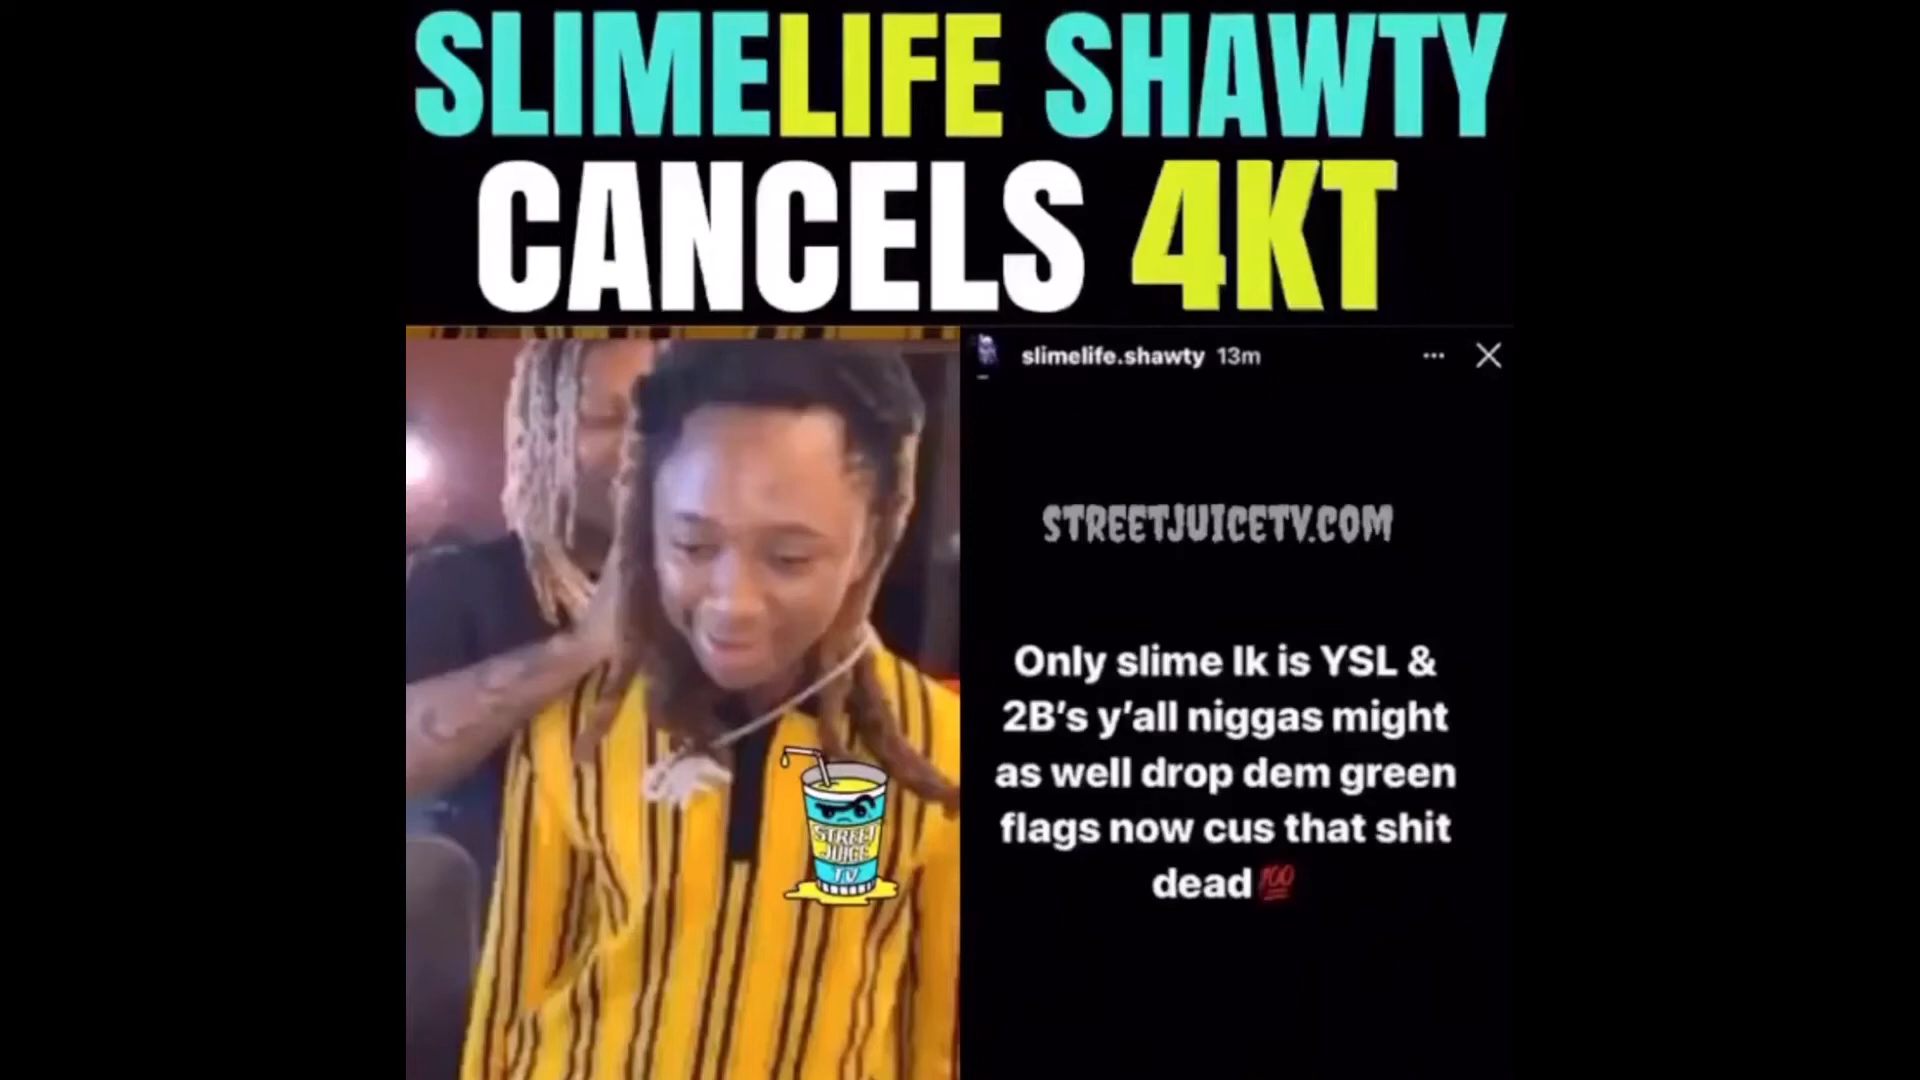 SLIMELIFE SHAWTY
CANCELS 4KT
slimelife.shawty 13m
STREETJUICETV.COM
Only slime Ik is YSL &
2B’s y’all niggas might
as well drop dem green
flags now cus that shit
dead💯
STREET
JUICE
TV